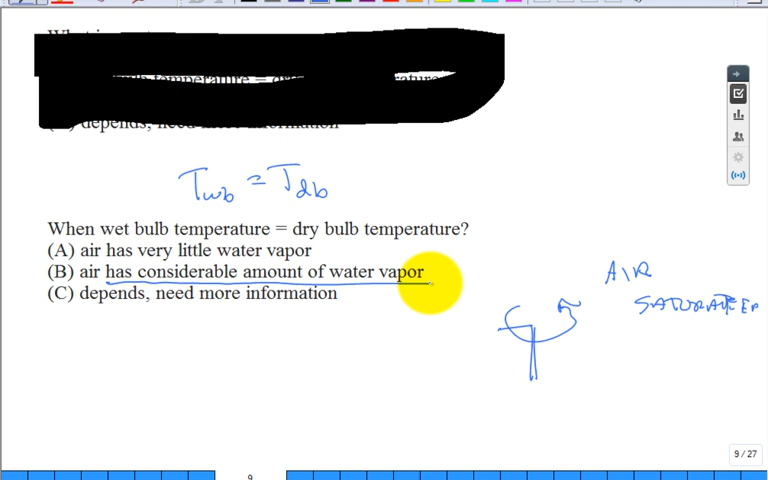 depends, need more information
Twb = Tdb
When wet bulb temperature = dry bulb temperature?
(A) air has very little water vapor
(B) air has considerable amount of water vapor
(C) depends, need more information
AIR
SATURATED
9 / 27
9